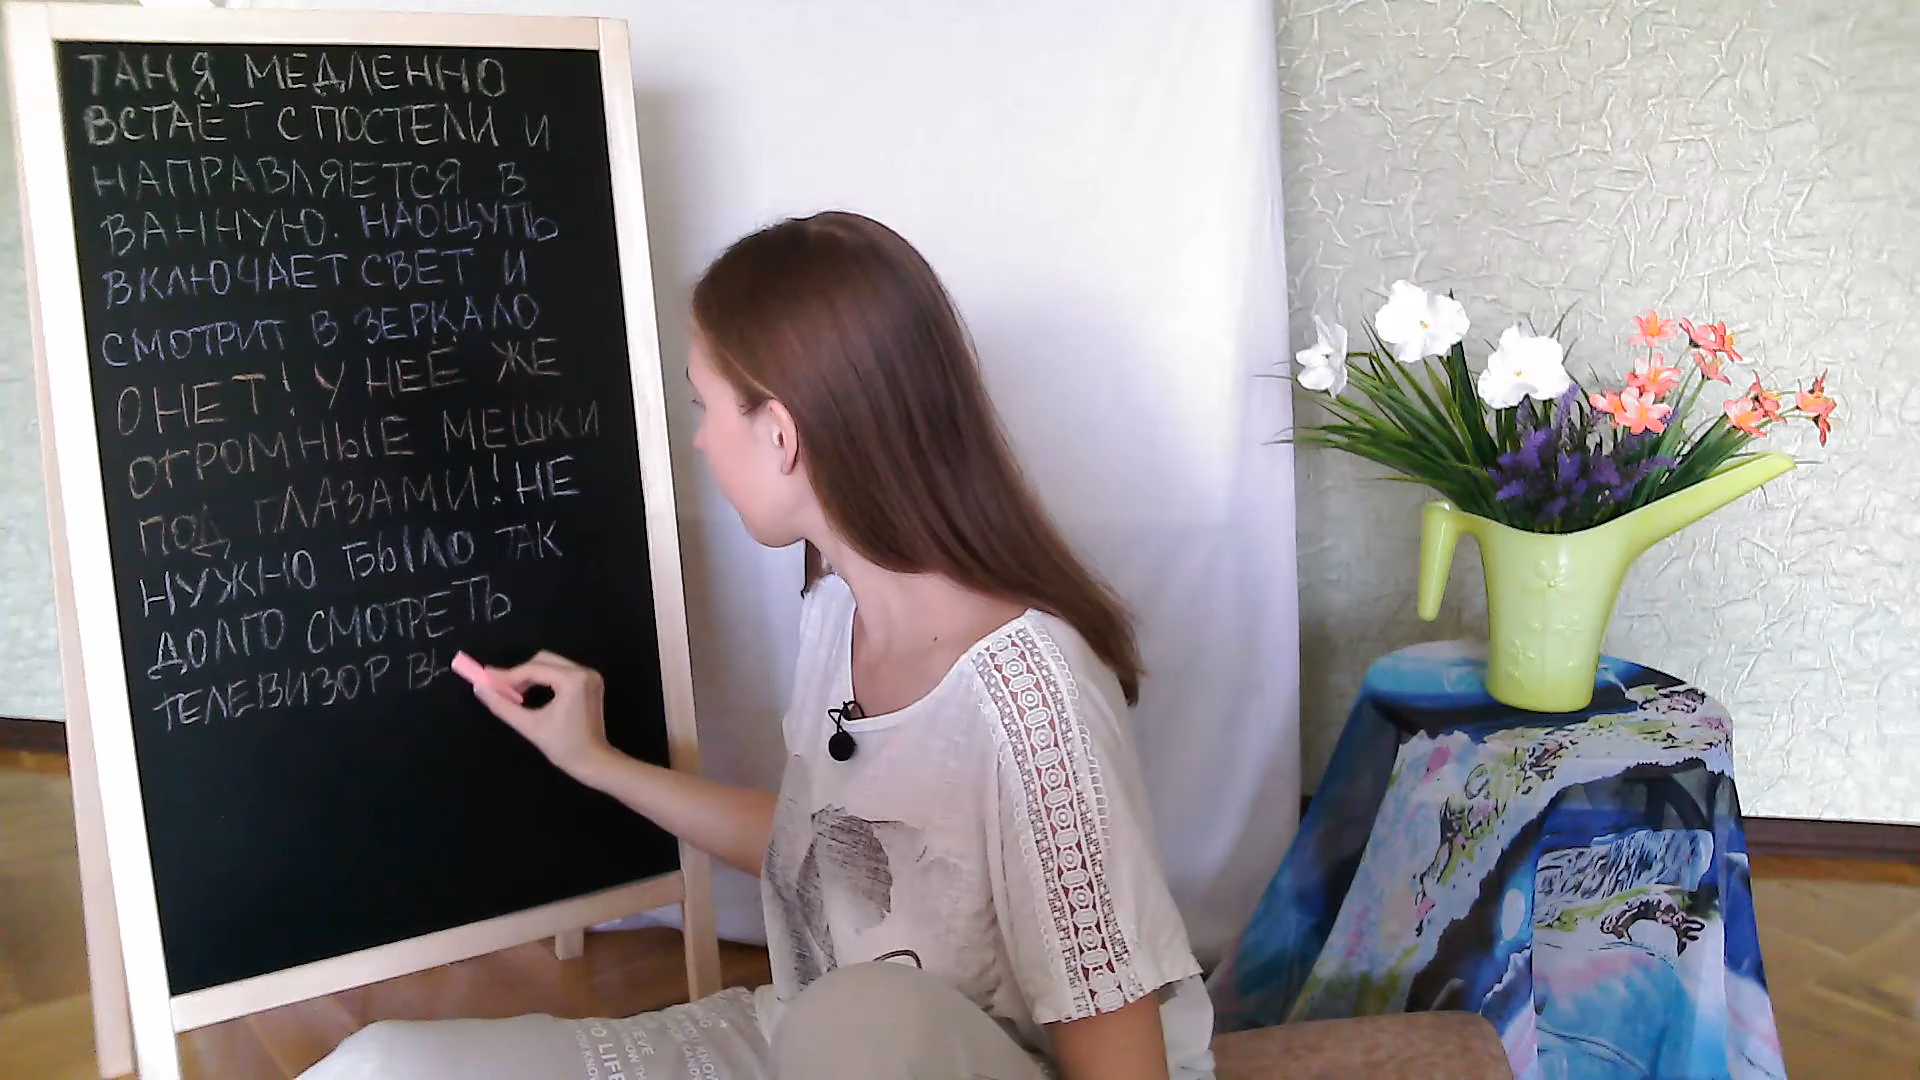 ТАНЯ МЕДЛЕННО
ВСТАЁТ С ПОСТЕЛИ И
НАПРАВЛЯЕТСЯ В
ВАННУЮ. НАОЩУПЬ
ВКЛЮЧАЕТ СВЕТ И
СМОТРИТ В ЗЕРКАЛО
О НЕТ! У НЕЁ ЖЕ
ОГРОМНЫЕ МЕШКИ
ПОД ГЛАЗАМИ! НЕ
НУЖНО БЫЛО ТАК
ДОЛГО СМОТРЕТЬ
ТЕЛЕВИЗОР В